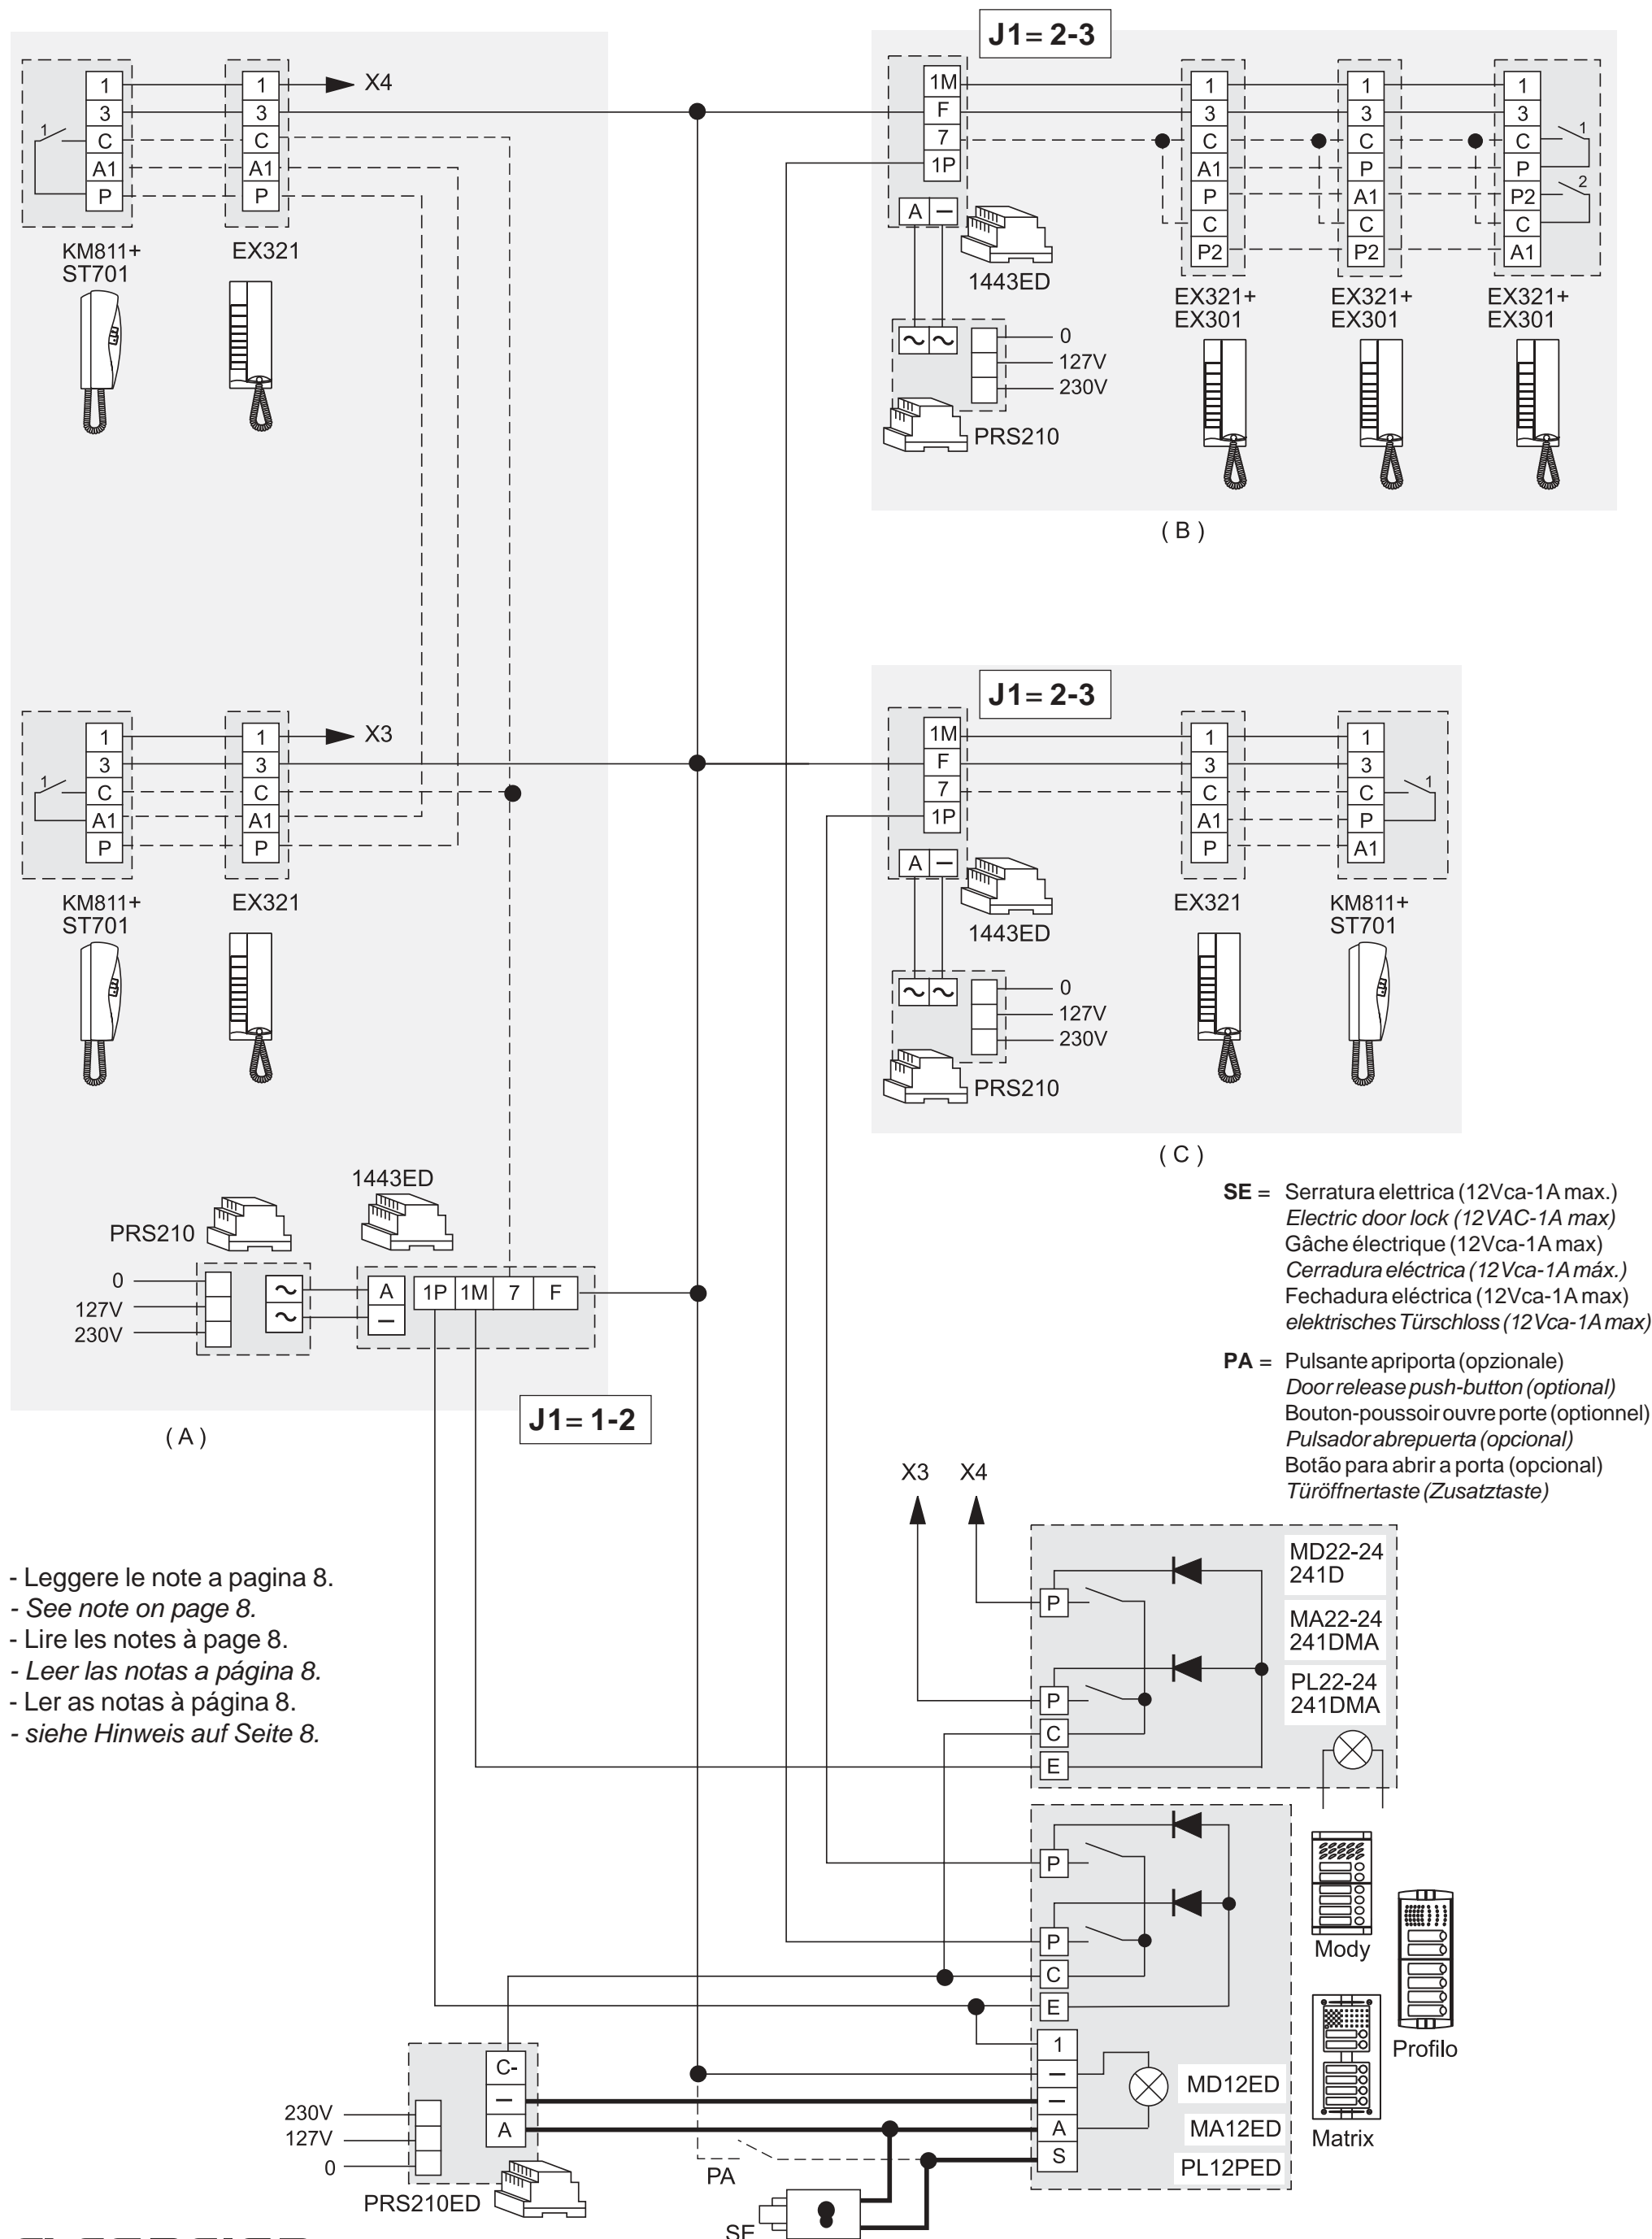 J1= 2-3
1
3
C
A1
P
1
KM811+
ST701
1
3
C
A1
P
EX321
X4
1M
F
7
1P
A
–
1443ED
~
~
0
127V
230V
PRS210
1
3
C
A1
P
C
P2
EX321+
EX301
1
3
C
P
A1
C
P2
EX321+
EX301
1
3
C
P
P2
C
A1
1
2
EX321+
EX301
( B )
1
3
C
A1
P
1
KM811+
ST701
1
3
C
A1
P
EX321
X3
J1= 2-3
1M
F
7
1P
A
–
1443ED
~
~
0
127V
230V
PRS210
1
3
C
A1
P
EX321
1
3
C
P
A1
1
KM811+
ST701
( C )
1443ED
PRS210
0
127V
230V
~
~
A
–
1P
1M
7
F
J1= 1-2
( A )
SE = Serratura elettrica (12Vca-1A max.)
Electric door lock (12VAC-1A max)
Gâche électrique (12Vca-1A max)
Cerradura eléctrica (12Vca-1A máx.)
Fechadura eléctrica (12Vca-1A max)
elektrisches Türschloss (12Vca-1A max)
PA = Pulsante apriporta (opzionale)
Door release push-button (optional)
Bouton-poussoir ouvre porte (optionnel)
Pulsador abrepuerta (opcional)
Botão para abrir a porta (opcional)
Türöffnertaste (Zusatztaste)
- Leggere le note a pagina 8.
- See note on page 8.
- Lire les notes à page 8.
- Leer las notas a página 8.
- Ler as notas à página 8.
- siehe Hinweis auf Seite 8.
X3
X4
P
P
C
E
MD22-24
241D
MA22-24
241DMA
PL22-24
241DMA
P
P
C
E
1
–
–
A
S
MD12ED
MA12ED
PL12PED
Mody
Profilo
Matrix
C-
–
A
230V
127V
0
PRS210ED
PA
SE